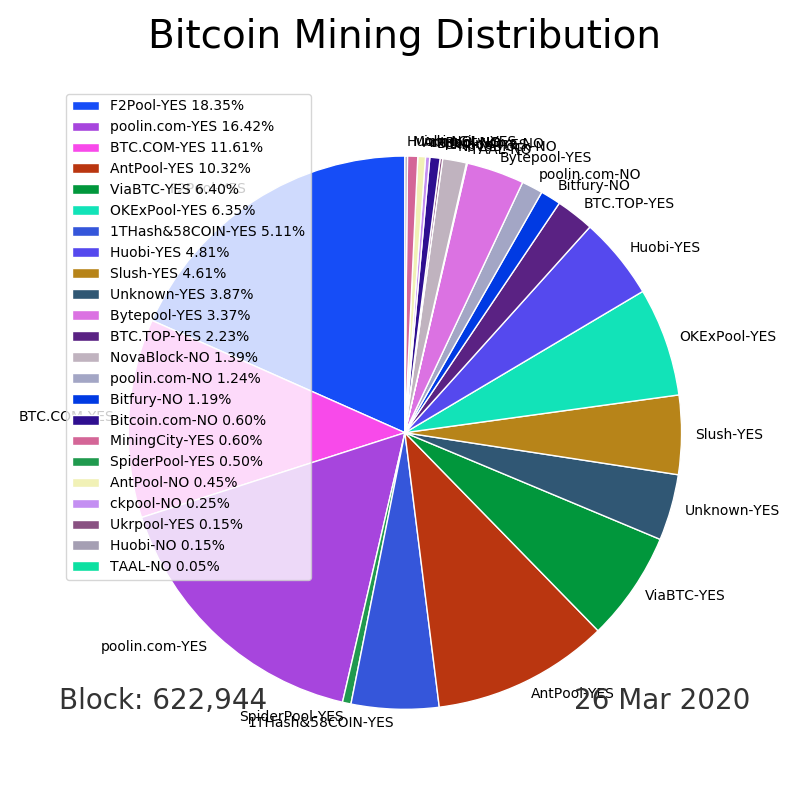 Bitcoin Mining Distribution
F2Pool-YES 18.35%
poolin.com-YES 16.42%
BTC.COM-YES 11.61%
AntPool-YES 10.32%
ViaBTC-YES 6.40%
OKExPool-YES 6.35%
1THash&58COIN-YES 5.11%
Huobi-YES 4.81%
Slush-YES 4.61%
Unknown-YES 3.87%
Bytepool-YES 3.37%
BTC.TOP-YES 2.23%
NovaBlock-NO 1.39%
poolin.com-NO 1.24%
Bitfury-NO 1.19%
Bitcoin.com-NO 0.60%
MiningCity-YES 0.60%
SpiderPool-YES 0.50%
AntPool-NO 0.45%
ckpool-NO 0.25%
Ukrpool-YES 0.15%
Huobi-NO 0.15%
TAAL-NO 0.05%
Bytepool-YES
poolin.com-NO
Bitfury-NO
BTC.TOP-YES
Huobi-YES
OKExPool-YES
Slush-YES
Unknown-YES
ViaBTC-YES
AntPool-YES
1THash&58COIN-YES
SpiderPool-YES
poolin.com-YES
BTC.COM-YES
Block: 622,944
26 Mar 2020